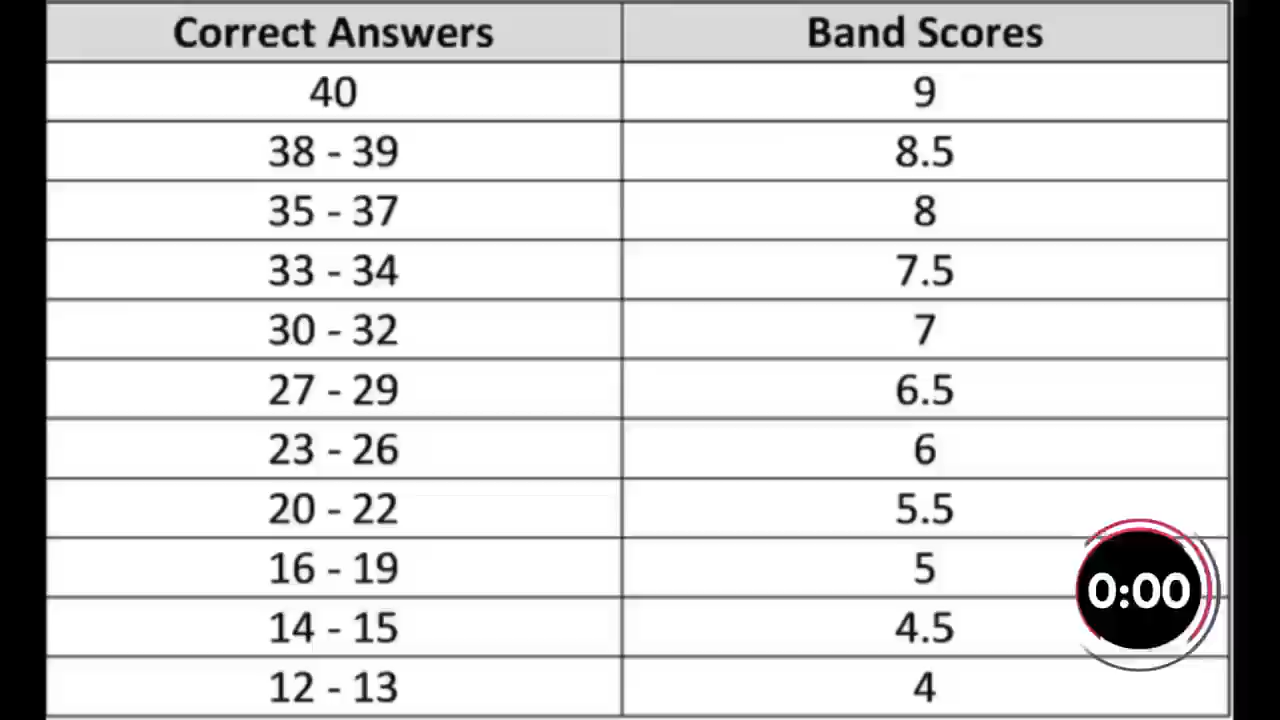 Correct Answers Band Scores
40 9
38 - 39 8.5
35 - 37 8
33 - 34 7.5
30 - 32 7
27 - 29 6.5
23 - 26 6
20 - 22 5.5
16 - 19 5
0:00
14 - 15 4.5
12 - 13 4